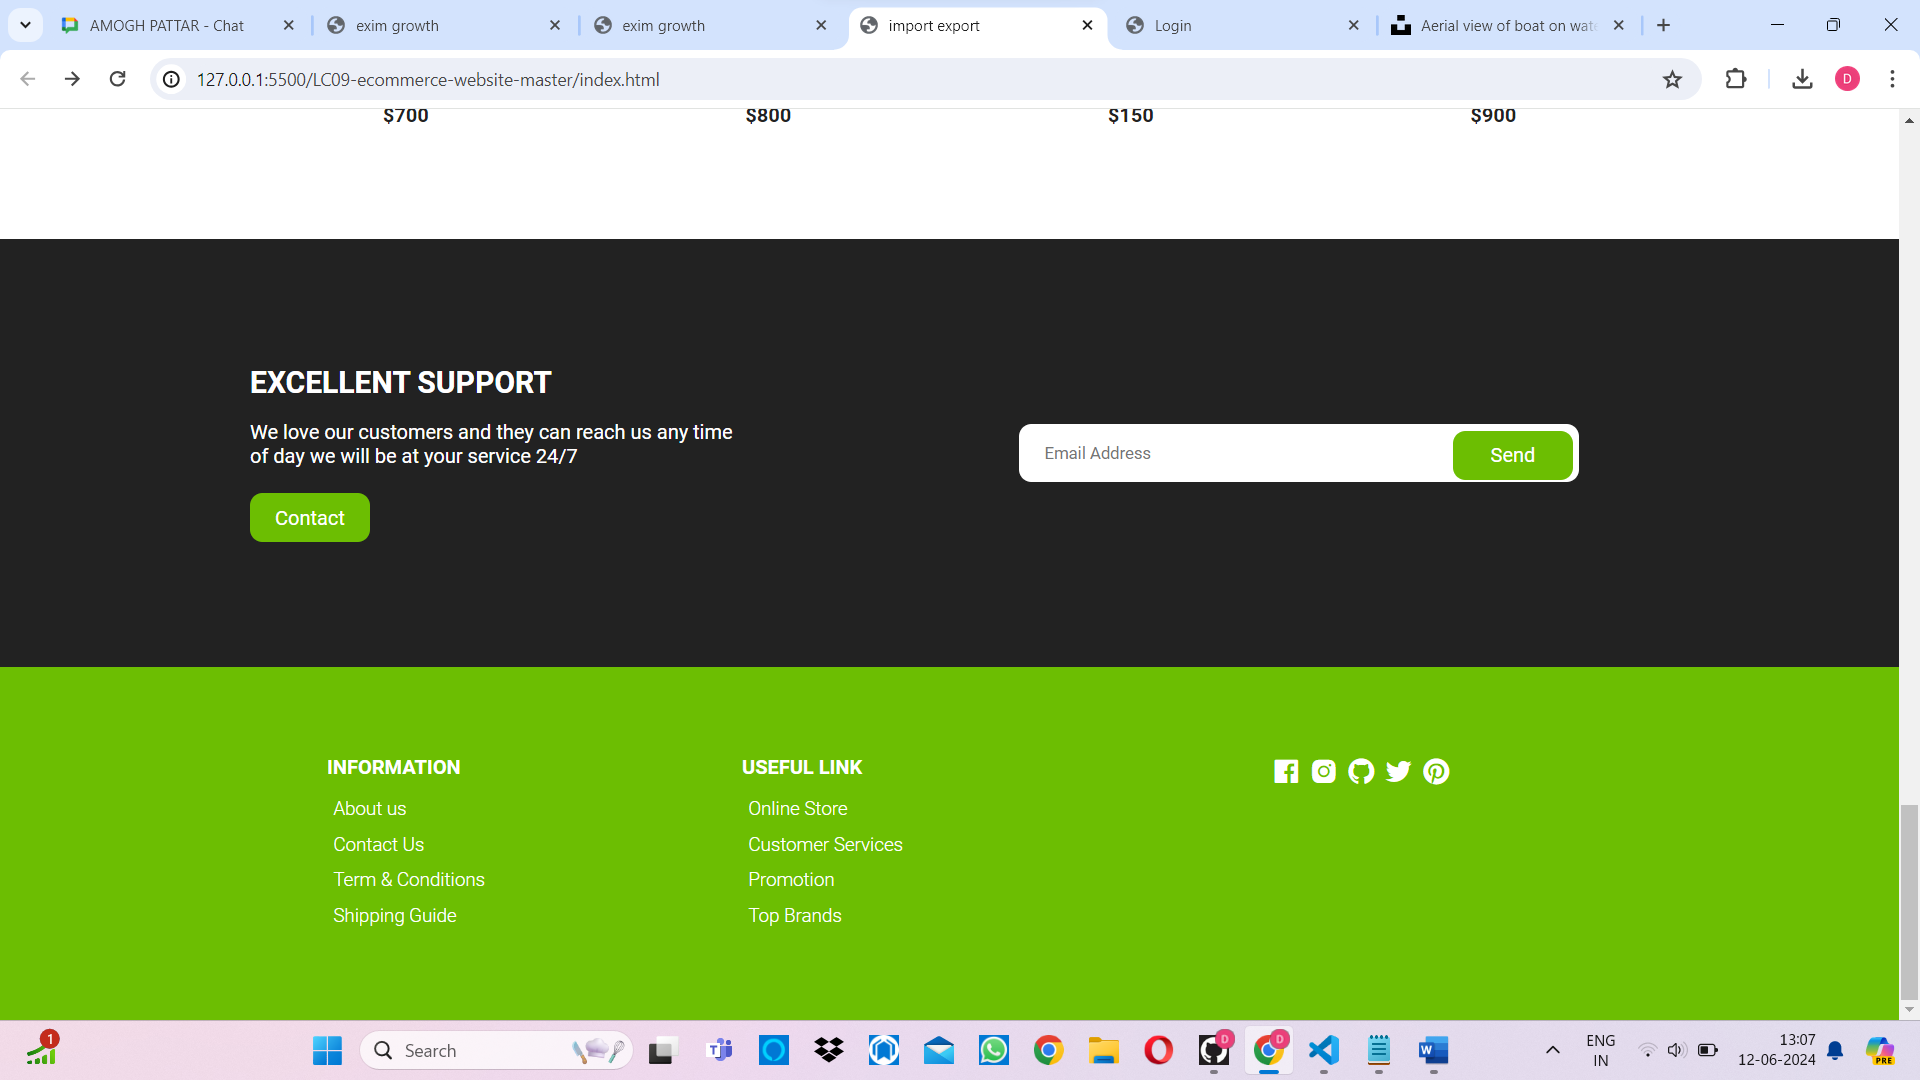 AMOGH PATTAR - Chat
exim growth
exim growth
import export
Login
Aerial view of boat on wate
127.0.0.1:5500/LC09-ecommerce-website-master/index.html
D
$700
$800
$150
$900
EXCELLENT SUPPORT
We love our customers and they can reach us any time
of day we will be at your service 24/7
Contact
Email Address
Send
INFORMATION
About us
Contact Us
Term & Conditions
Shipping Guide
USEFUL LINK
Online Store
Customer Services
Promotion
Top Brands
1
Search
D
D
ENG
IN
13:07
12-06-2024
PRE